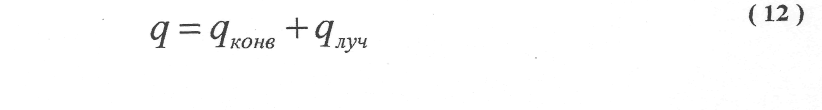 q = q_конв + q_луч (12)